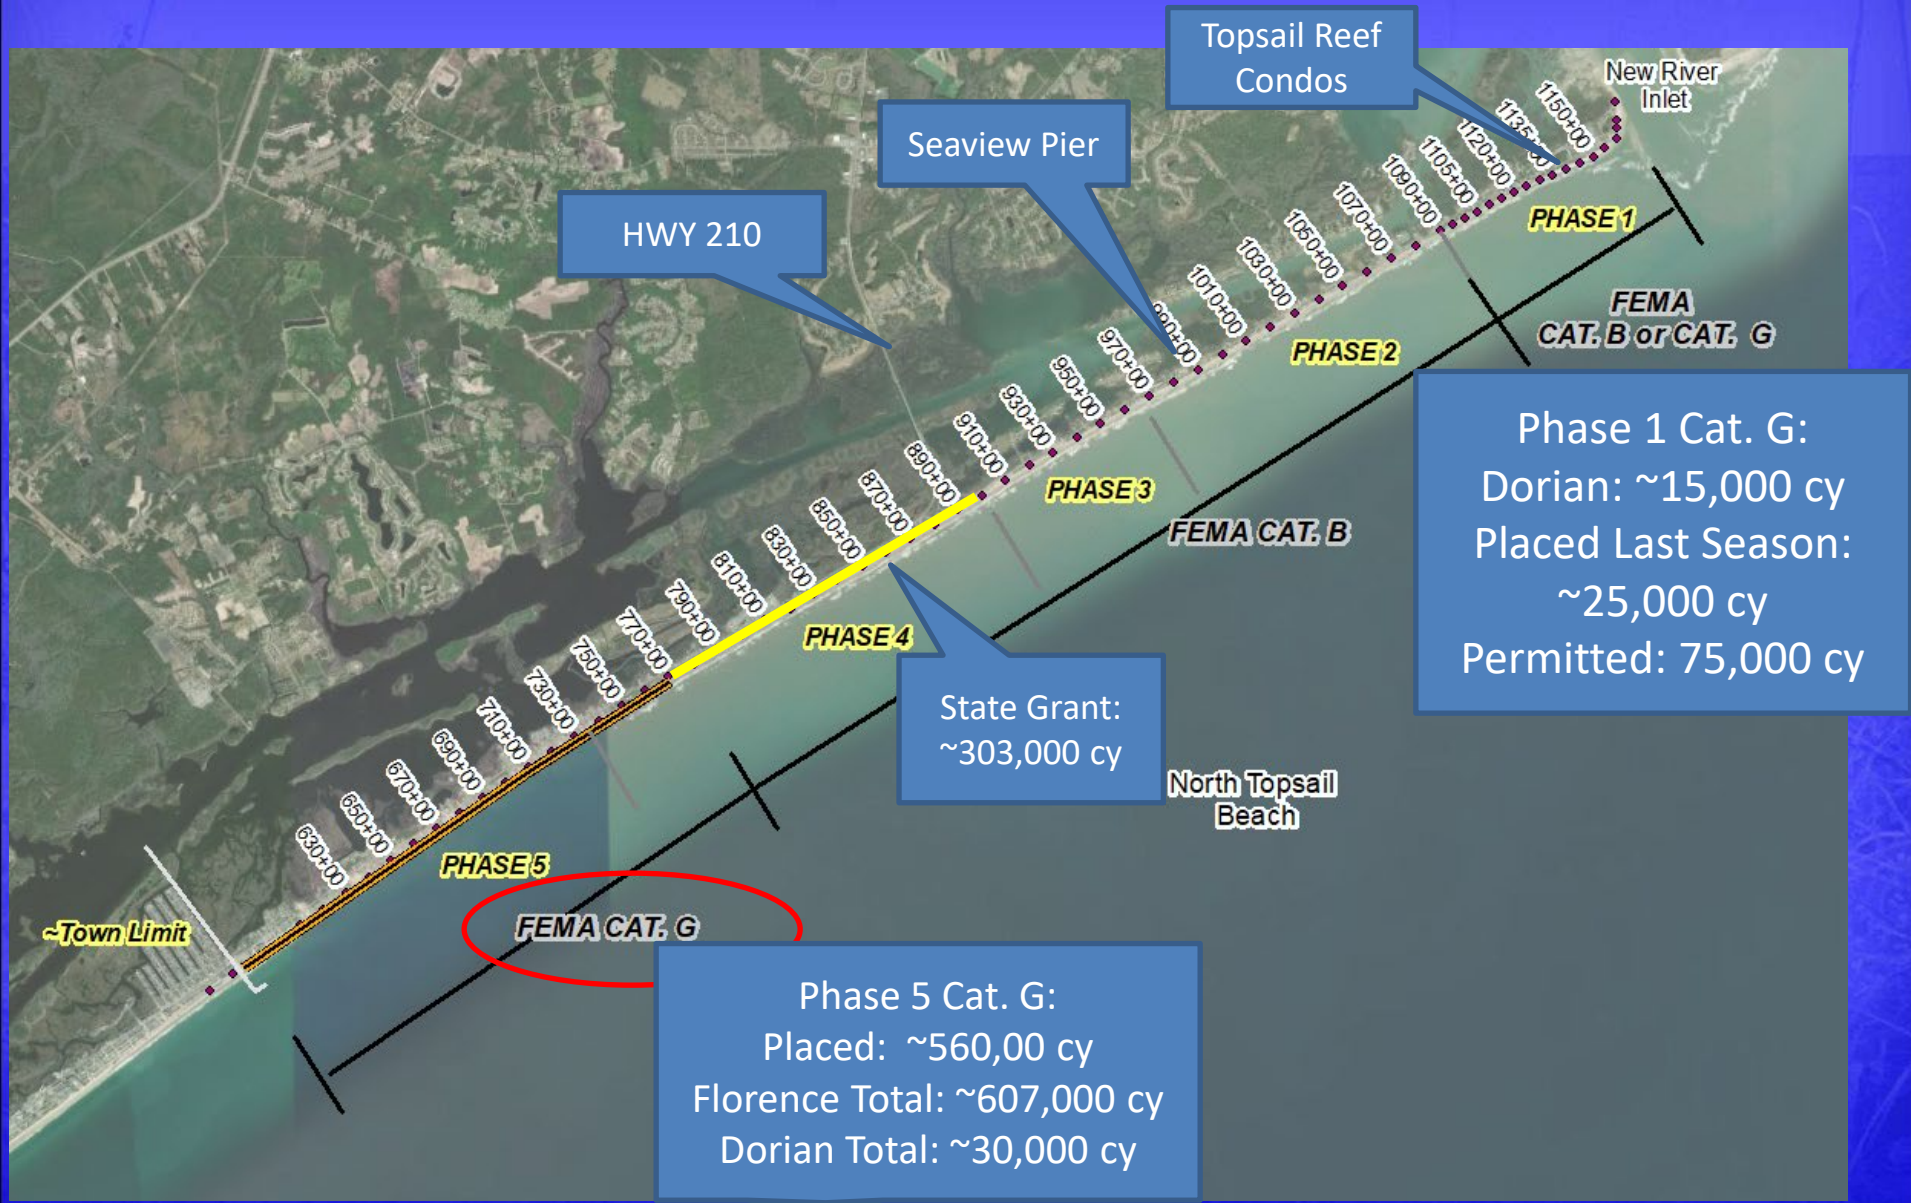 Topsail Reef
Condos
New River
Inlet
Seaview Pier
HWY 210
1150+00
1120+00
1105+00
1090+00
1070+00
1050+00
1030+00
1010+00
970+00
950+00
930+00
910+00
890+00
870+00
850+00
830+00
810+00
790+00
770+00
750+00
730+00
710+00
690+00
670+00
650+00
630+00
PHASE 1
FEMA
CAT. B or CAT. G
PHASE 2
Phase 1 Cat. G:
Dorian: ~15,000 cy
Placed Last Season:
~25,000 cy
Permitted: 75,000 cy
PHASE 3
FEMA CAT. B
PHASE 4
State Grant:
~303,000 cy
North Topsail
Beach
PHASE 5
~Town Limit
FEMA CAT. G
Phase 5 Cat. G:
Placed: ~560,00 cy
Florence Total: ~607,000 cy
Dorian Total: ~30,000 cy